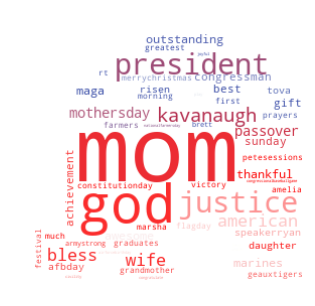 outstanding
greatest
president
rt
merrychristmas
congressman
maga
risen
best
tova
morning
first
gift
mothersday
kavanaugh
prayers
farmers
brett
passover
sunday
mom
achievement
petesessions
thankful
constitutionday
victory
amelia
god
justice
marsha
flagday
american
speakerryan
festival
much
armystrong
graduates
daughter
bless
wife
afbday
grandmother
marines
geauxtigers